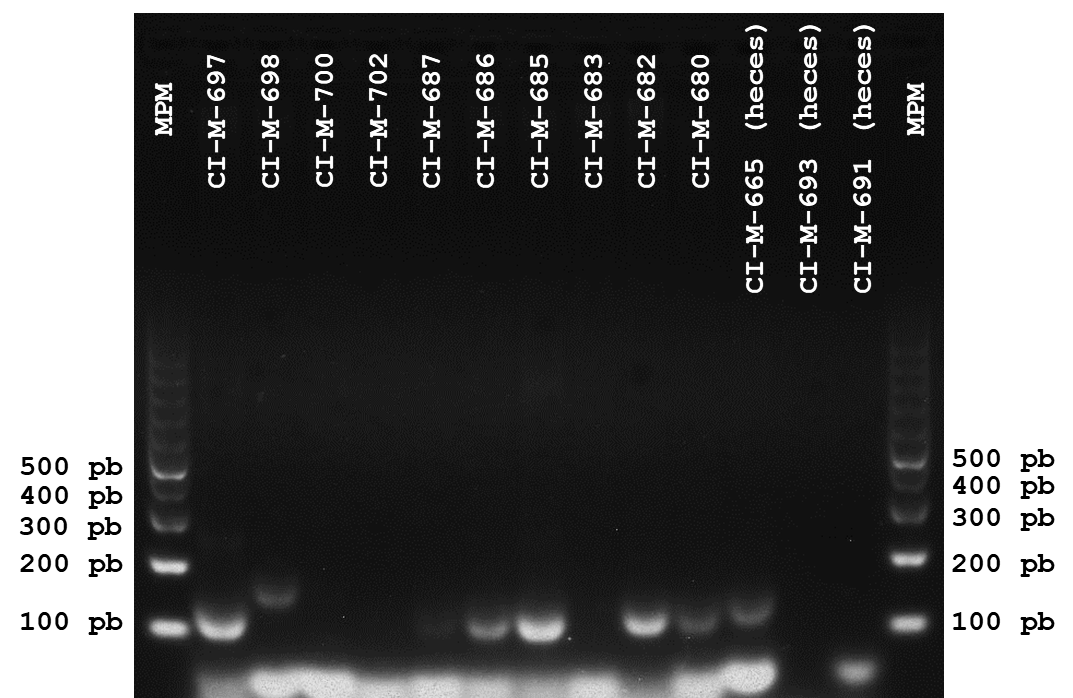 MPM
CI-M-697
CI-M-698
CI-M-700
CI-M-702
CI-M-687
CI-M-686
CI-M-685
CI-M-683
CI-M-682
CI-M-680
CI-M-665 (heces)
CI-M-693 (heces)
CI-M-691 (heces)
MPM
500 pb
400 pb
300 pb
200 pb
100 pb
500 pb
400 pb
300 pb
200 pb
100 pb